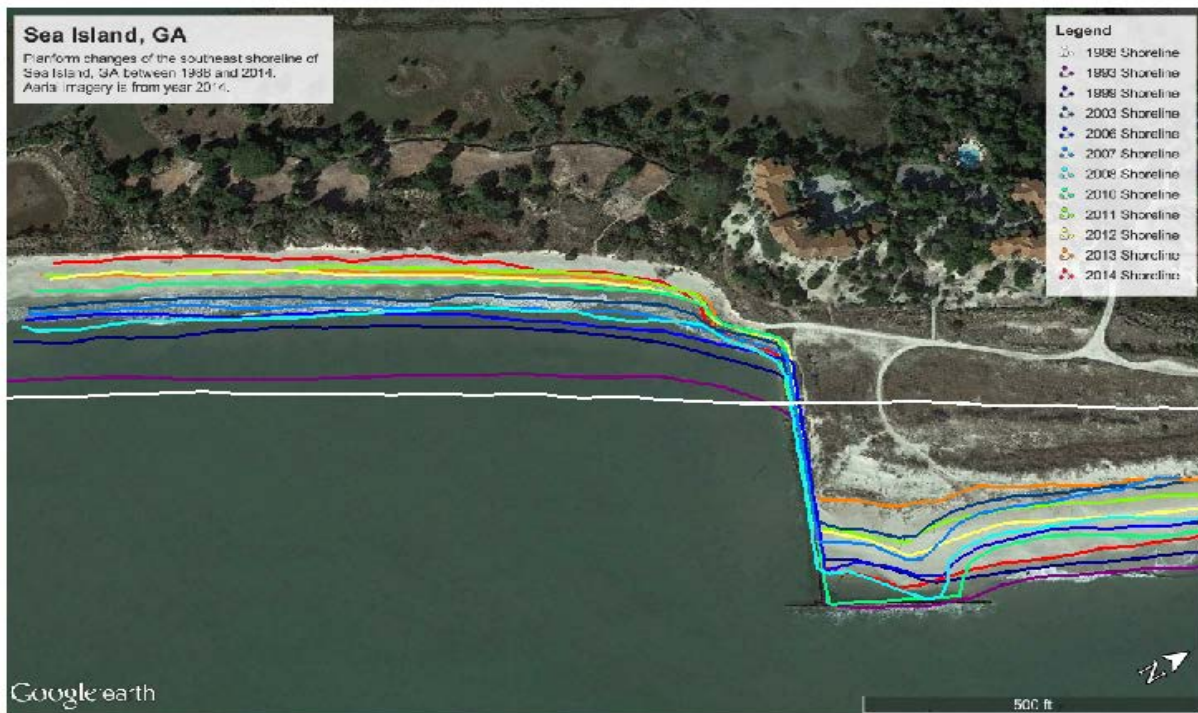 Sea Island, GA
Planform changes of the southeast shoreline of
Sea Island, GA between 1988 and 2014.
Aerial imagery is from year 2014.
Legend
1988 Shoreline
1993 Shoreline
1999 Shoreline
2003 Shoreline
2006 Shoreline
2007 Shoreline
2008 Shoreline
2010 Shoreline
2011 Shoreline
2012 Shoreline
2013 Shoreline
2014 Shoreline
N
Google earth
500 ft